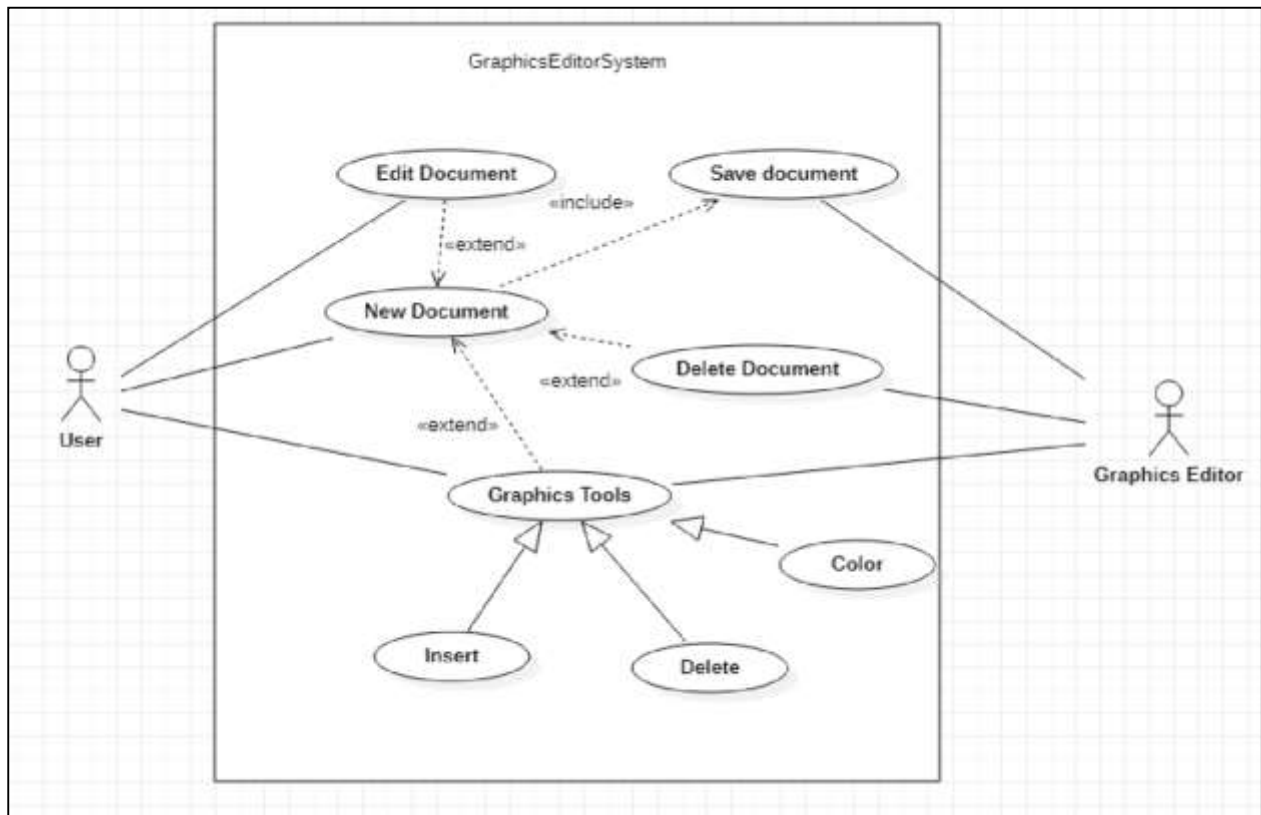 GraphicsEditorSystem
Edit Document
Save document
«include»
«extend»
New Document
Delete Document
«extend»
«extend»
User
Graphics Editor
Graphics Tools
Color
Insert
Delete